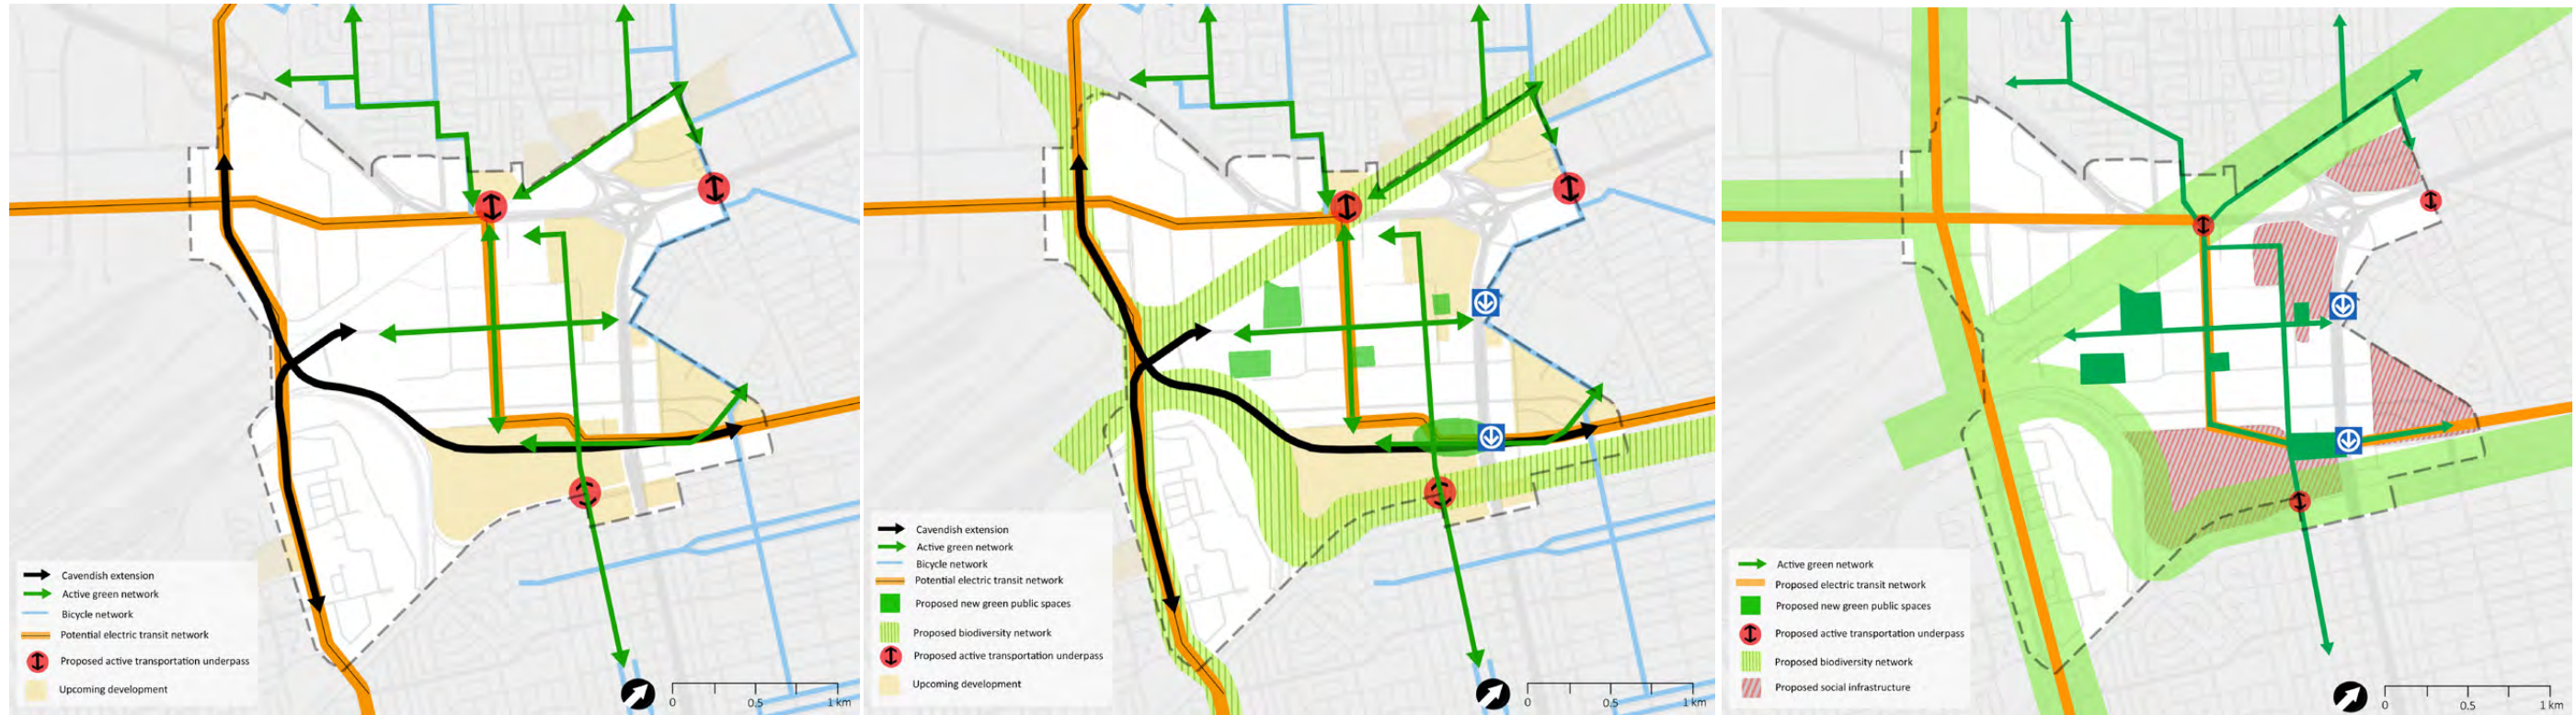 Cavendish extension
Active green network
Bicycle network
Potential electric transit network
Proposed active transportation underpass
Upcoming development
0 0.5 1 km
Cavendish extension
Active green network
Bicycle network
Potential electric transit network
Proposed new green public spaces
Proposed biodiversity network
Proposed active transportation underpass
Upcoming development
0 0.5 1 km
Active green network
Proposed electric transit network
Proposed new green public spaces
Proposed active transportation underpass
Proposed biodiversity network
Proposed social infrastructure
0 0.5 1 km